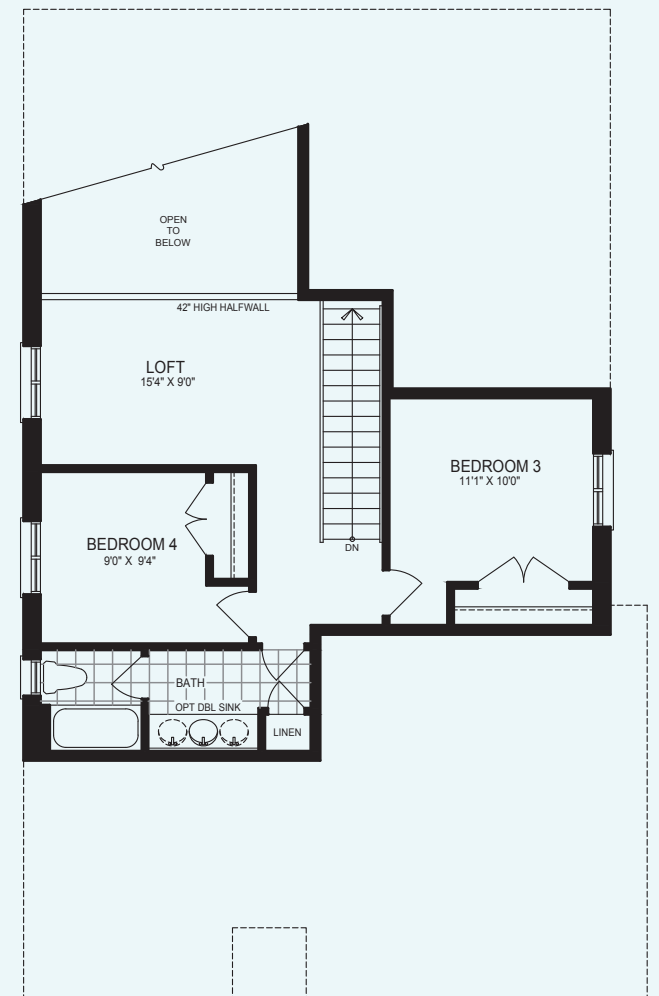 OPEN
TO
BELOW
42" HIGH HALFWALL
LOFT
15'4" X 9'0"
BEDROOM 3
11'1" X 10'0"
BEDROOM 4
9'0" X 9'4"
DN
BATH
OPT DBL SINK
LINEN